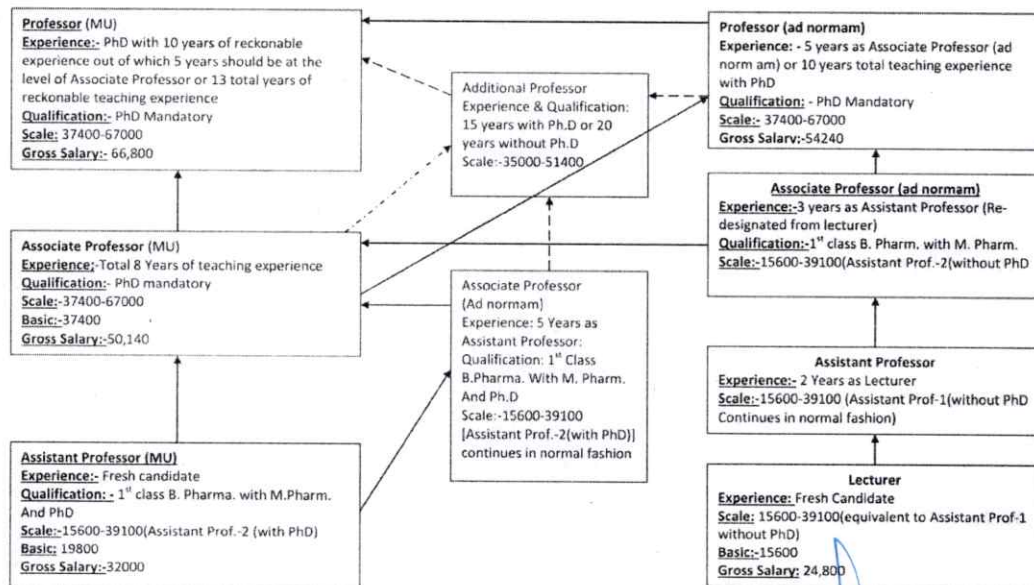 Professor (MU)
Experience:- PhD with 10 years of reckonable
experience out of which 5 years should be at the
level of Associate Professor or 13 total years of
reckonable teaching experience
Qualification:- PhD Mandatory
Scale: 37400-67000
Gross Salary:- 66,800
Additional Professor
Experience & Qualification:
15 years with Ph.D or 20
years without Ph.D
Scale:-35000-51400
Professor (ad normam)
Experience: - 5 years as Associate Professor (ad
norm am) or 10 years total teaching experience
with PhD
Qualification: - PhD Mandatory
Scale:- 37400-67000
Gross Salary:-54240
Associate Professor (MU)
Experience;-Total 8 Years of teaching experience
Qualification:- PhD mandatory
Scale:-37400-67000
Basic:-37400
Gross Salary:-50,140
Associate Professor
(Ad normam)
Experience: 5 Years as
Assistant Professor:
Qualification: 1st Class
B.Pharma. With M. Pharm.
And Ph.D
Scale:-15600-39100
[Assistant Prof.-2(with PhD)]
continues in normal fashion
Associate Professor (ad normam)
Experience:-3 years as Assistant Professor (Re-
designated from lecturer)
Qualification:-1st class B. Pharm. with M. Pharm.
Scale:-15600-39100(Assistant Prof.-2(without PhD
Assistant Professor
Experience:- 2 Years as Lecturer
Scale:-15600-39100 (Assistant Prof-1(without PhD
Continues in normal fashion)
Assistant Professor (MU)
Experience:- Fresh candidate
Qualification: - 1st class B. Pharma. with M.Pharm.
And PhD
Scale:-15600-39100(Assistant Prof.-2 (with PhD)
Basic: 19800
Gross Salary:-32000
Lecturer
Experience: Fresh Candidate
Scale: 15600-39100(equivalent to Assistant Prof-1
without PhD)
Basic:-15600
Gross Salary: 24,800